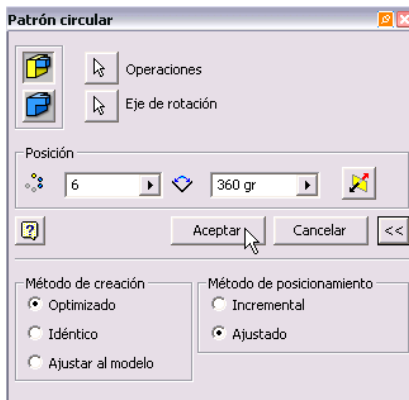 Patrón circular
Operaciones
Eje de rotación
Posición
6
360 gr
Aceptar
Cancelar
<<
Método de creación
Optimizado
Idéntico
Ajustar al modelo
Método de posicionamiento
Incremental
Ajustado